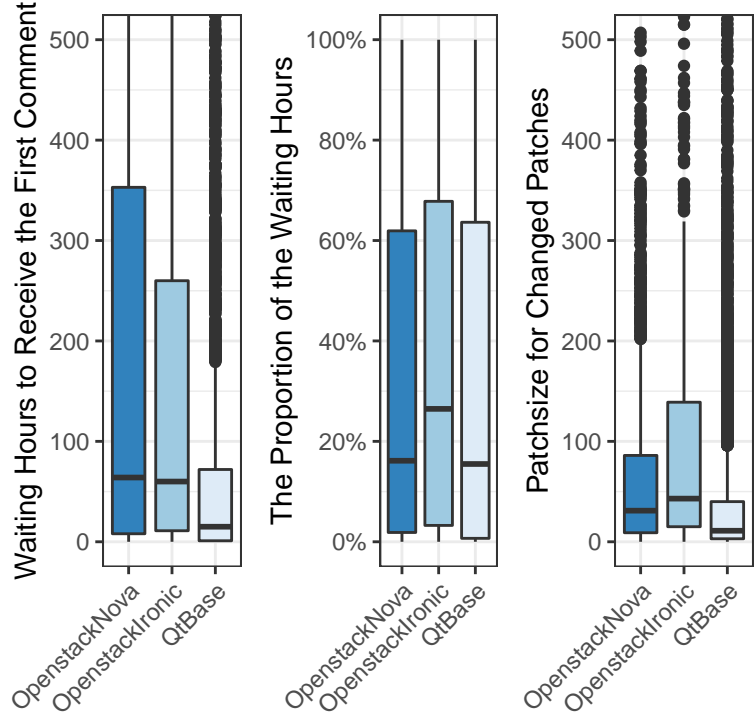 Waiting Hours to Receive the First Comment
500
400
300
200
100
0
OpenstackNova
OpenstackIronic
QtBase
The Proportion of the Waiting Hours
100%
80%
60%
40%
20%
0%
OpenstackNova
OpenstackIronic
QtBase
Patchsize for Changed Patches
500
400
300
200
100
0
OpenstackNova
OpenstackIronic
QtBase